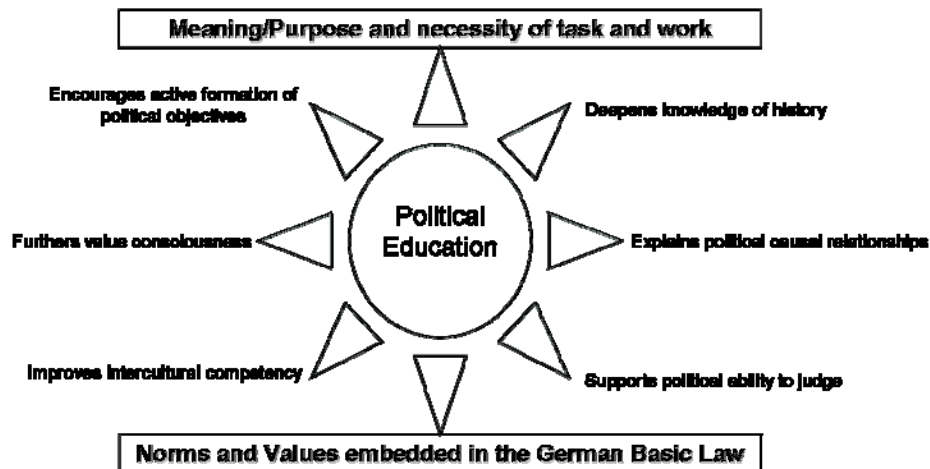 Meaning/Purpose and necessity of task and work
Encourages active formation of
political objectives
Deepens knowledge of history
Political
Education
Furthers value consciousness
Explains political causal relationships
Improves intercultural competency
Supports political ability to judge
Norms and Values embedded in the German Basic Law